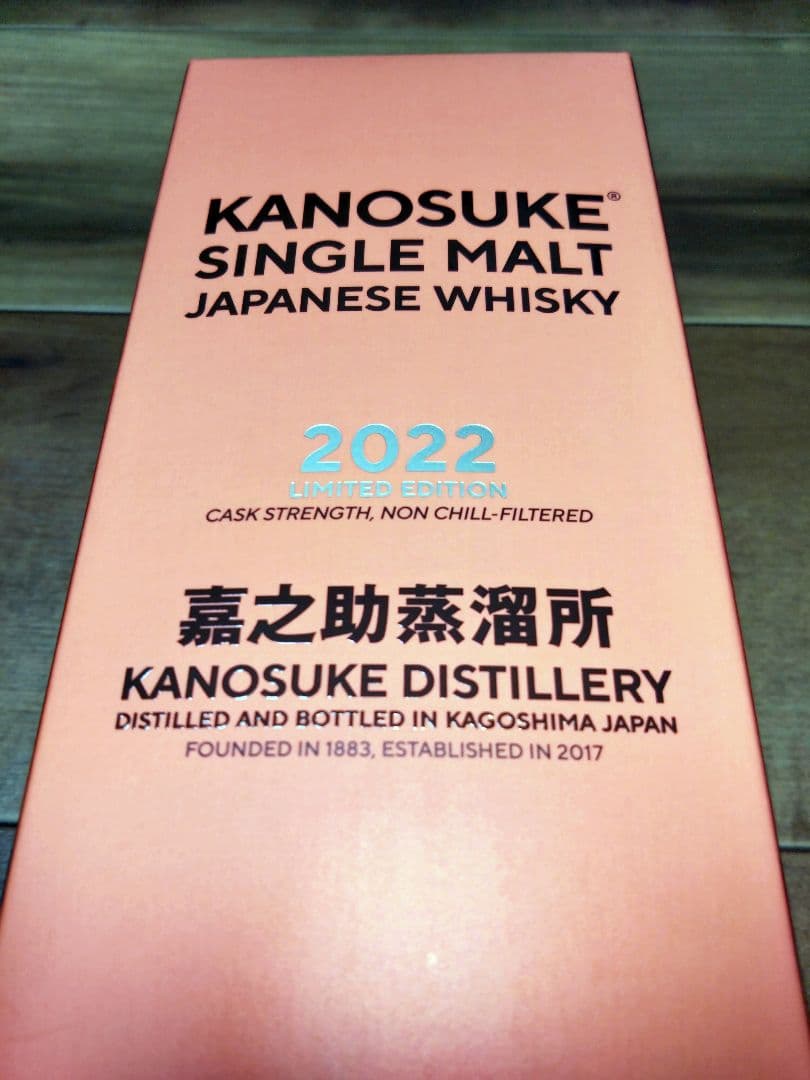 KANOSUKE®
SINGLE MALT
JAPANESE WHISKY
2022
LIMITED EDITION
CASK STRENGTH, NON CHILL-FILTERED
嘉之助蒸溜所
KANOSUKE DISTILLERY
DISTILLED AND BOTTLED IN KAGOSHIMA JAPAN
FOUNDED IN 1883, ESTABLISHED IN 2017